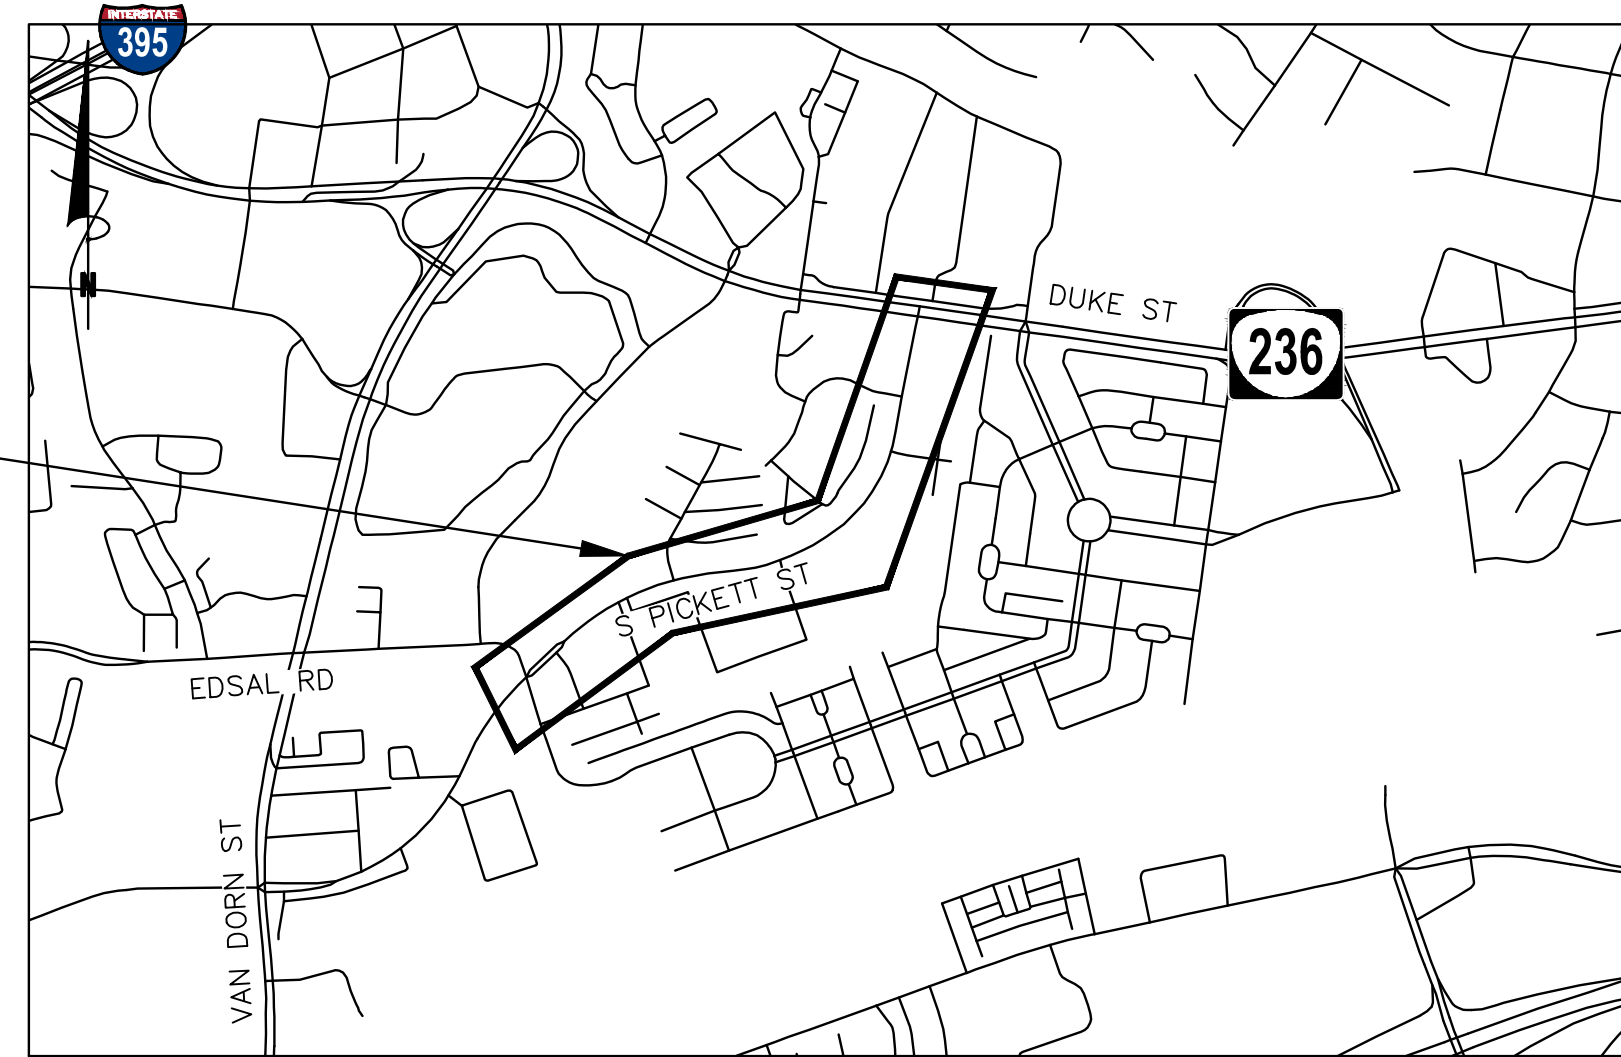 INTERSTATE
395
N
DUKE ST
236
S PICKETT ST
EDSAL RD
VAN DORN ST